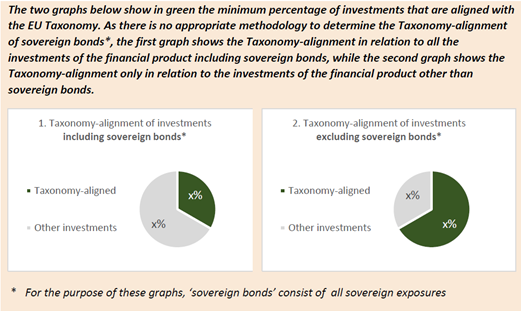 The two graphs below show in green the minimum percentage of investments that are aligned with
the EU Taxonomy. As there is no appropriate methodology to determine the Taxonomy-alignment
of sovereign bonds*, the first graph shows the Taxonomy-alignment in relation to all the
investments of the financial product including sovereign bonds, while the second graph shows the
Taxonomy-alignment only in relation to the investments of the financial product other than
sovereign bonds.
1. Taxonomy-alignment of investments
including sovereign bonds*
Taxonomy-aligned
Other investments
x%
x%
2. Taxonomy-alignment of investments
excluding sovereign bonds*
Taxonomy-aligned
Other investments
x%
x%
* For the purpose of these graphs, ‘sovereign bonds’ consist of all sovereign exposures